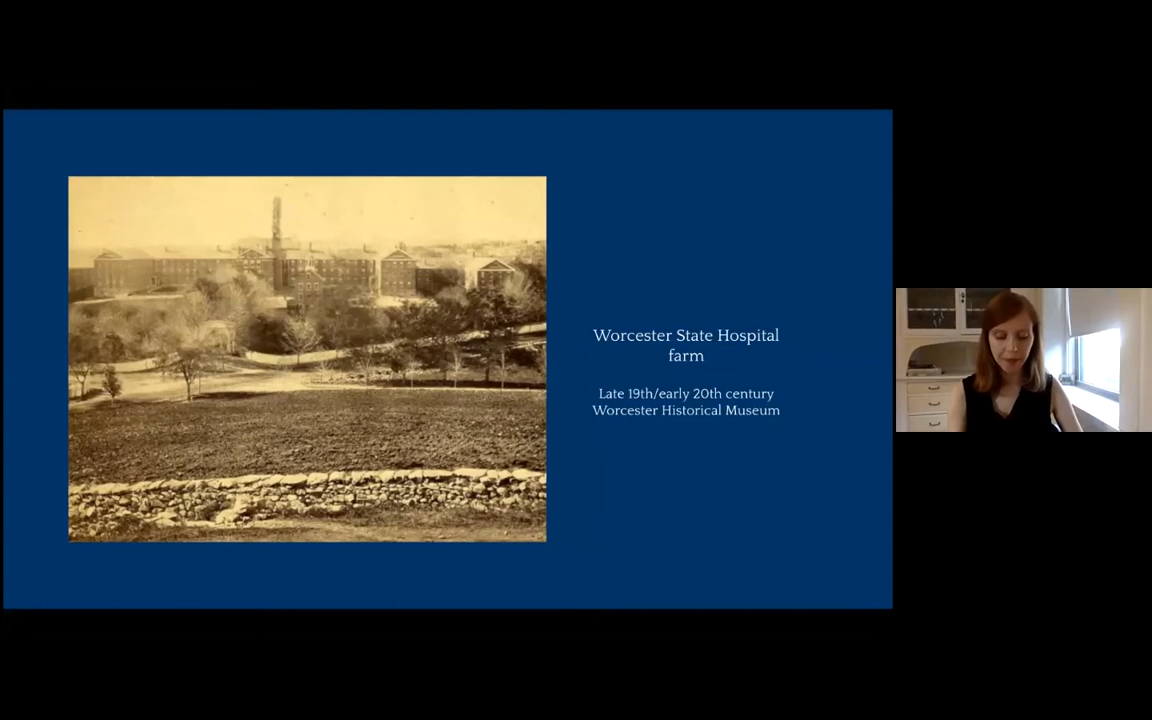 Worcester State Hospital
farm
Late 19th/early 20th century
Worcester Historical Museum